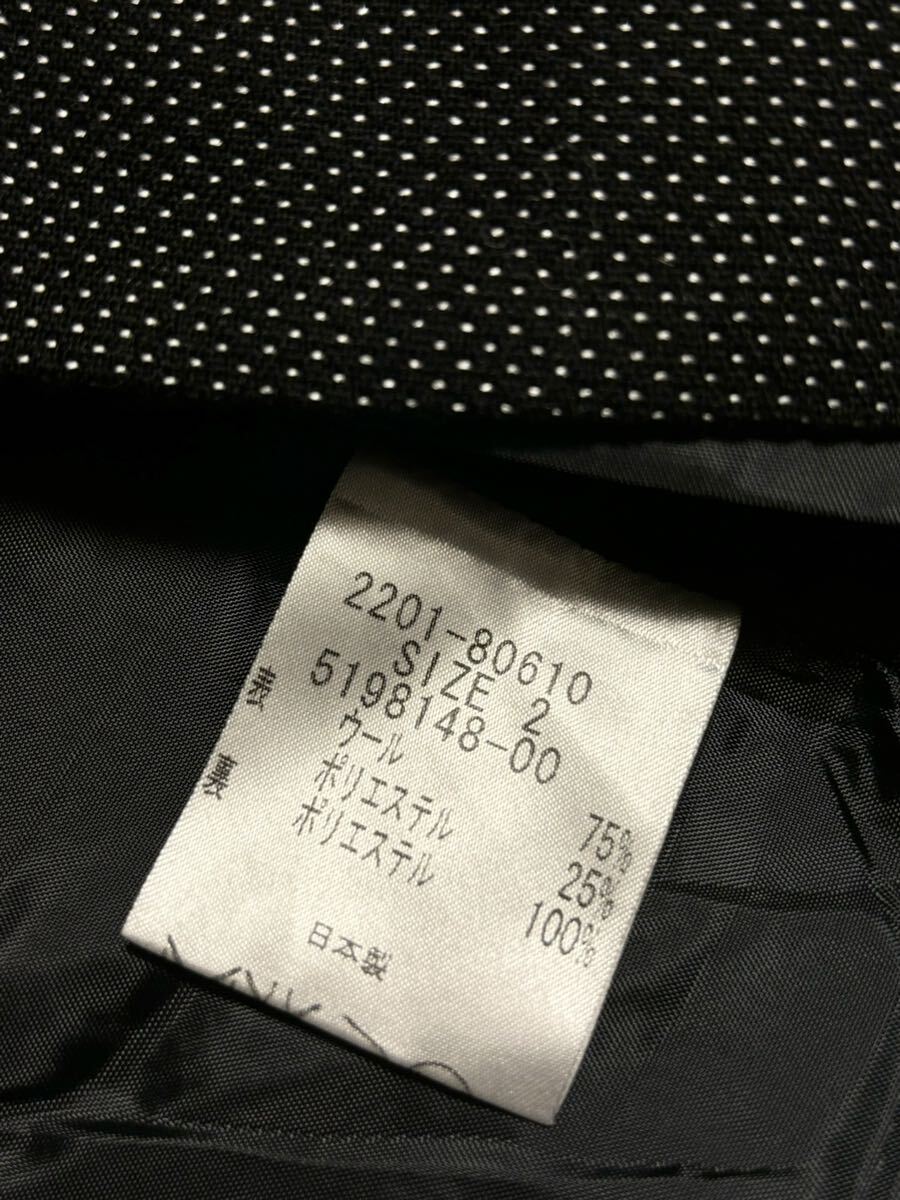 2201-80610
SIZE 2
5198148-00
表 ウール 75%
ポリエステル 25%
裏 ポリエステル 100%
日本製